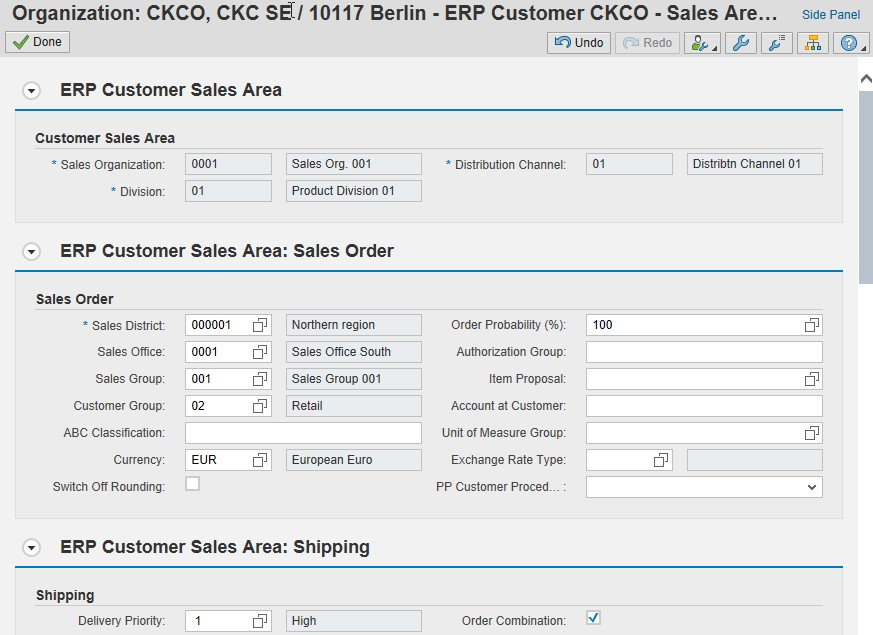 Organization: CKCO, CKC SE / 10117 Berlin - ERP Customer CKCO - Sales Are... Side Panel
Done Undo Redo
ERP Customer Sales Area
Customer Sales Area
* Sales Organization: 0001 Sales Org. 001 * Distribution Channel: 01 Distribtn Channel 01
* Division: 01 Product Division 01
ERP Customer Sales Area: Sales Order
Sales Order
* Sales District: 000001 Northern region Order Probability (%): 100
Sales Office: 0001 Sales Office South Authorization Group:
Sales Group: 001 Sales Group 001 Item Proposal:
Customer Group: 02 Retail Account at Customer:
ABC Classification: Unit of Measure Group:
Currency: EUR European Euro Exchange Rate Type:
Switch Off Rounding: PP Customer Proced... :
ERP Customer Sales Area: Shipping
Shipping
Delivery Priority: 1 High Order Combination: